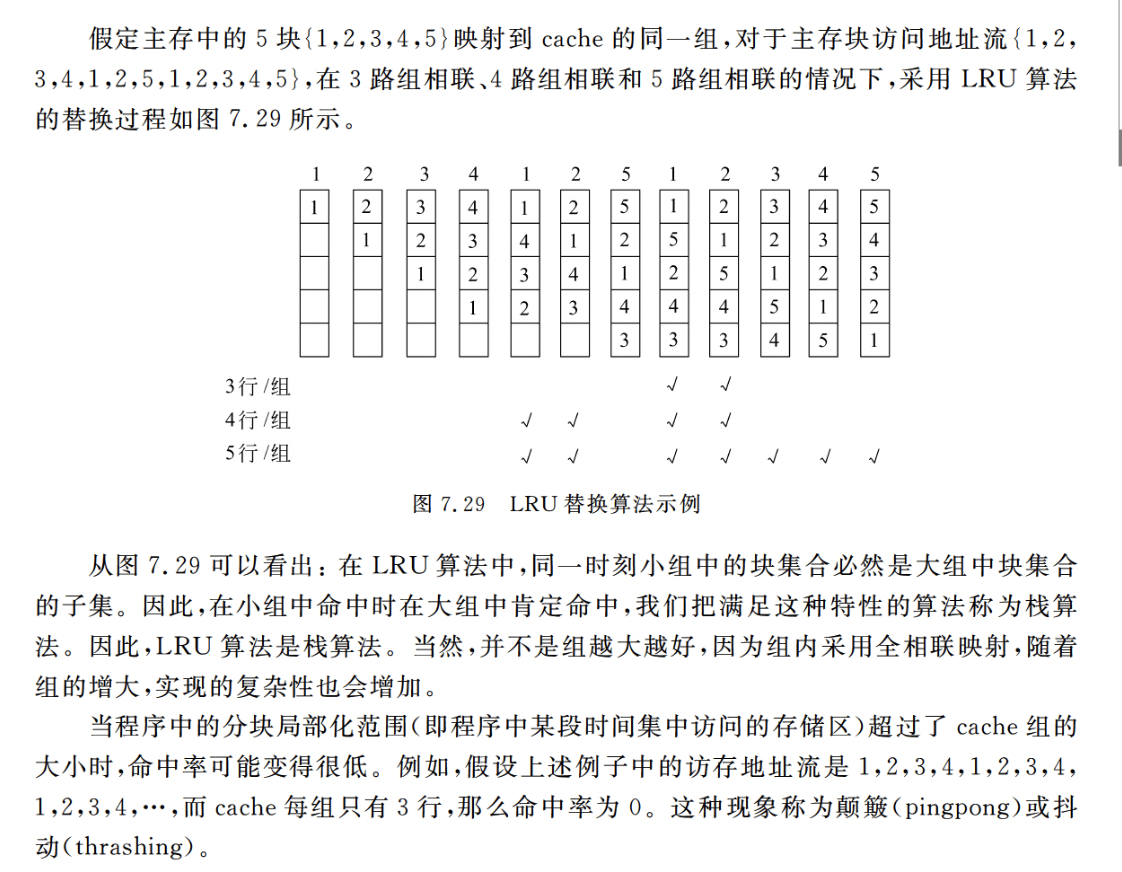 假定主存中的 5 块{1,2,3,4,5}映射到 cache 的同一组,对于主存块访问地址流{1,2,
3,4,1,2,5,1,2,3,4,5},在 3 路组相联、4 路组相联和 5 路组相联的情况下,采用 LRU 算法
的替换过程如图 7.29 所示。
1 2 3 4 1 2 5 1 2 3 4 5
1 2 3 4 1 2 5 1 2 3 4 5
1 2 3 4 1 2 5 1 2 3 4
1 2 3 4 1 2 5 1 2 3
1 2 3 4 4 4 5 1 2
3 3 3 4 5 1
3行/组 √ √
4行/组 √ √ √ √
5行/组 √ √ √ √ √ √ √
图 7.29 LRU 替换算法示例
从图 7.29 可以看出:在 LRU 算法中,同一时刻小组中的块集合必然是大组中块集合
的子集。因此,在小组中命中时在大组中肯定命中,我们把满足这种特性的算法称为栈算
法。因此,LRU 算法是栈算法。当然,并不是组越大越好,因为组内采用全相联映射,随着
组的增大,实现的复杂性也会增加。
当程序中的分块局部化范围(即程序中某段时间集中访问的存储区)超过了 cache 组的
大小时,命中率可能变得很低。例如,假设上述例子中的访存地址流是 1,2,3,4,1,2,3,4,
1,2,3,4,…,而 cache 每组只有 3 行,那么命中率为 0。这种现象称为颠簸(pingpong)或抖
动(thrashing)。